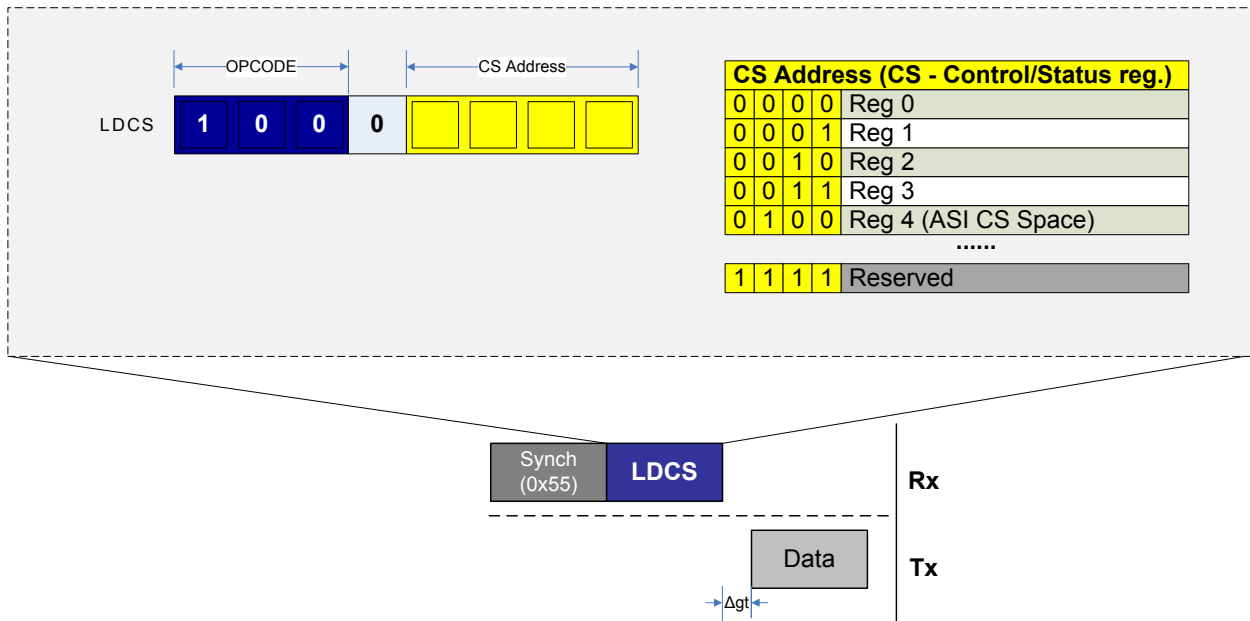 OPCODE
CS Address
LDCS
1 0 0 0
CS Address (CS - Control/Status reg.)
0 0 0 0 Reg 0
0 0 0 1 Reg 1
0 0 1 0 Reg 2
0 0 1 1 Reg 3
0 1 0 0 Reg 4 (ASI CS Space)
......
1 1 1 1 Reserved
Synch
(0x55)
LDCS
Rx
Data
Tx
Δgt